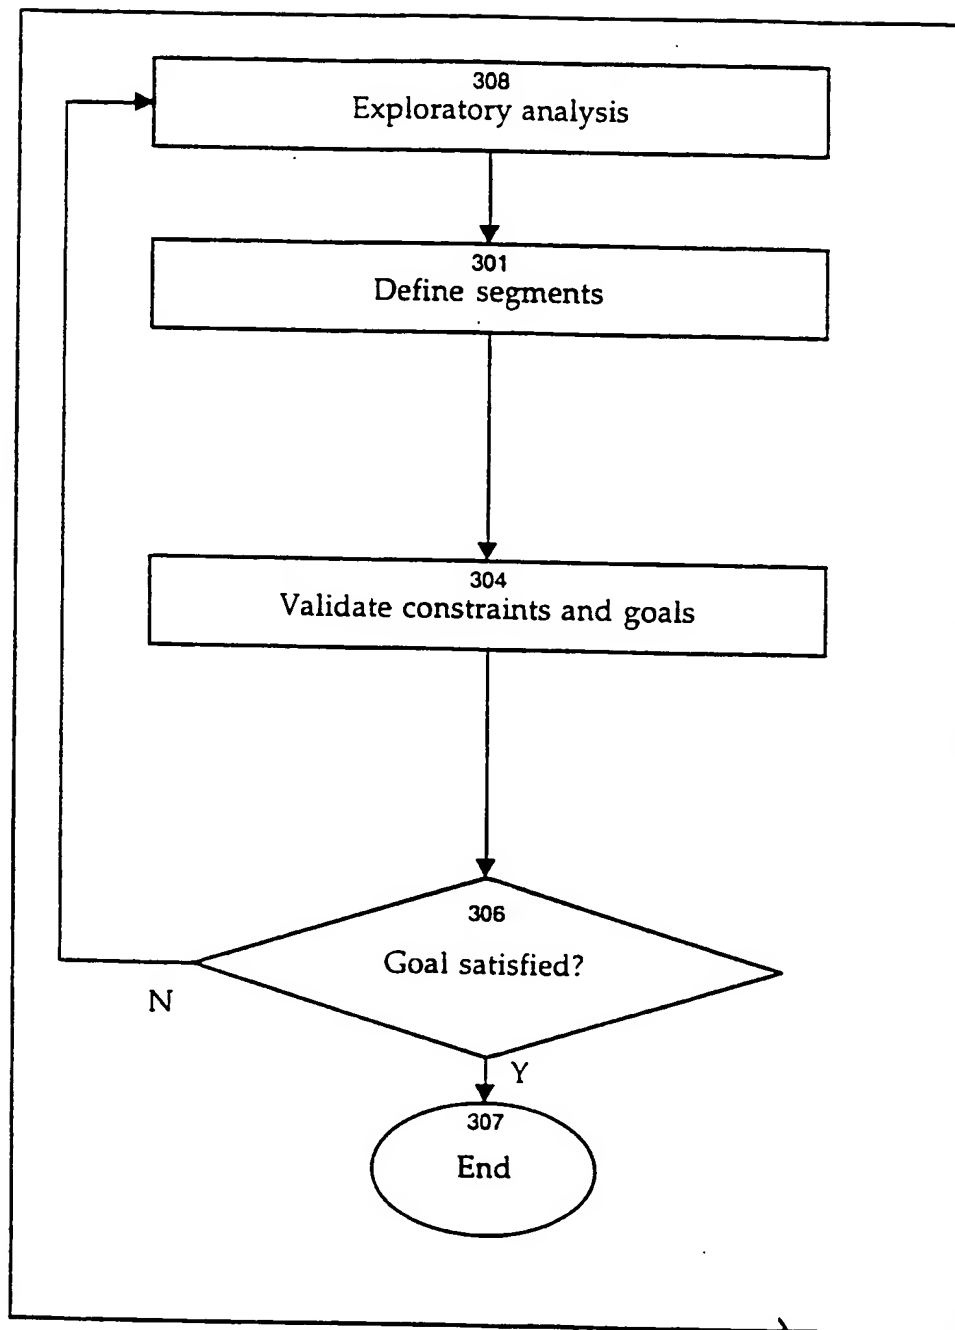 308
Exploratory analysis
301
Define segments
304
Validate constraints and goals
306
Goal satisfied?
N
Y
307
End